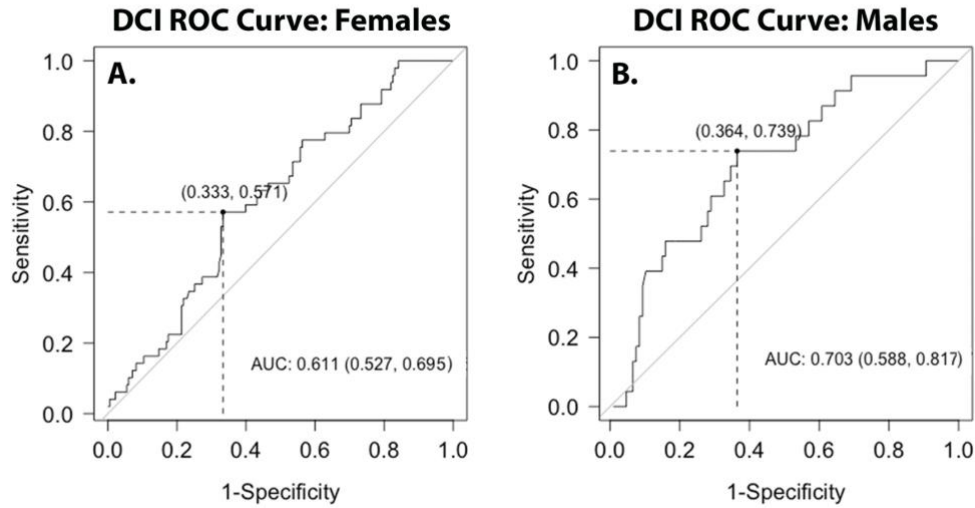 DCI ROC Curve: Females
A.
1.0
0.8
0.6
0.4
0.2
0.0
Sensitivity
(0.333, 0.571)
AUC: 0.611 (0.527, 0.695)
0.0 0.2 0.4 0.6 0.8 1.0
1-Specificity
DCI ROC Curve: Males
B.
1.0
0.8
0.6
0.4
0.2
0.0
Sensitivity
(0.364, 0.739)
AUC: 0.703 (0.588, 0.817)
0.0 0.2 0.4 0.6 0.8 1.0
1-Specificity